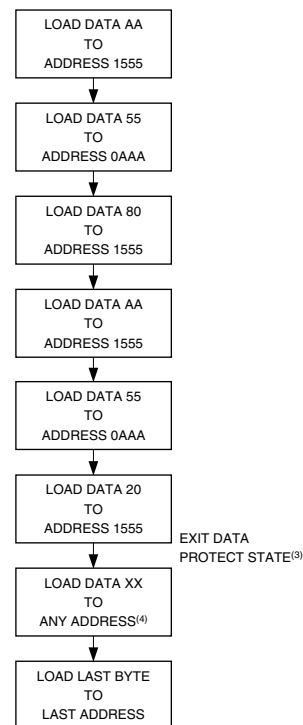 LOAD DATA AA
TO
ADDRESS 1555
LOAD DATA 55
TO
ADDRESS 0AAA
LOAD DATA 80
TO
ADDRESS 1555
LOAD DATA AA
TO
ADDRESS 1555
LOAD DATA 55
TO
ADDRESS 0AAA
LOAD DATA 20
TO
ADDRESS 1555
EXIT DATA
PROTECT STATE(3)
LOAD DATA XX
TO
ANY ADDRESS(4)
LOAD LAST BYTE
TO
LAST ADDRESS